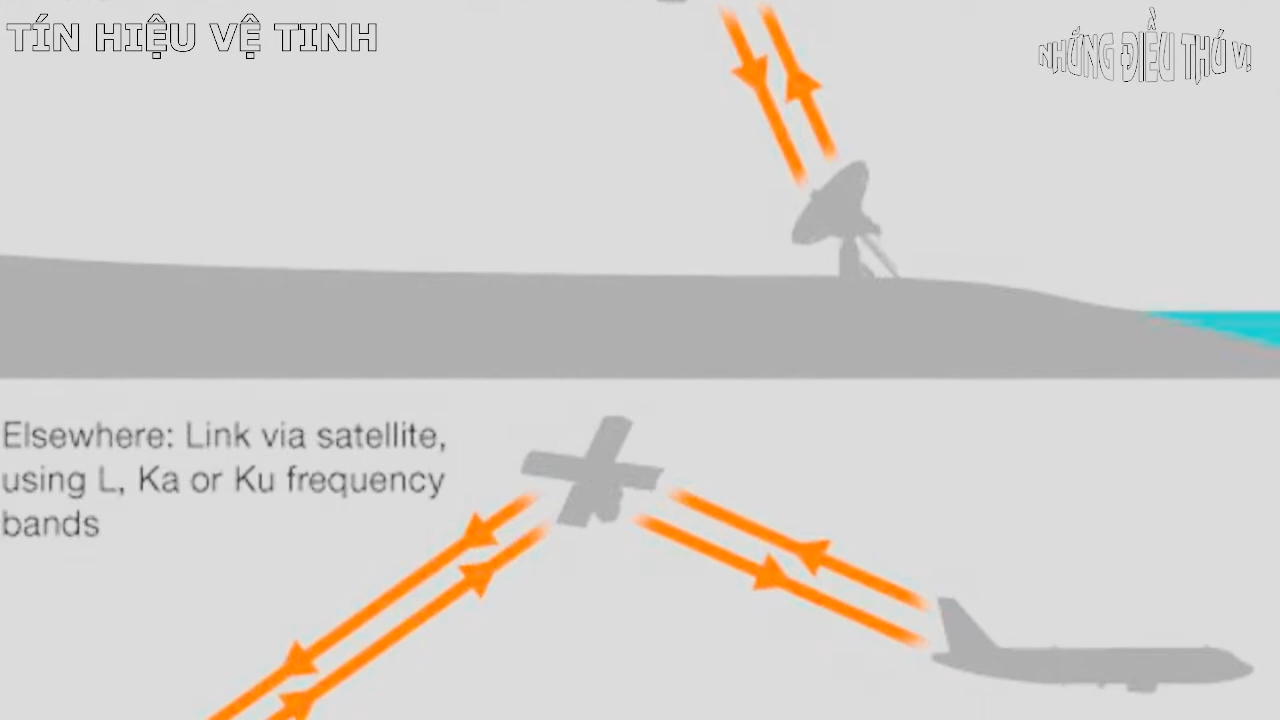 TÍN HIỆU VỆ TINH
NHỮNG ĐIỀU THÚ VỊ
Elsewhere: Link via satellite,
using L, Ka or Ku frequency
bands